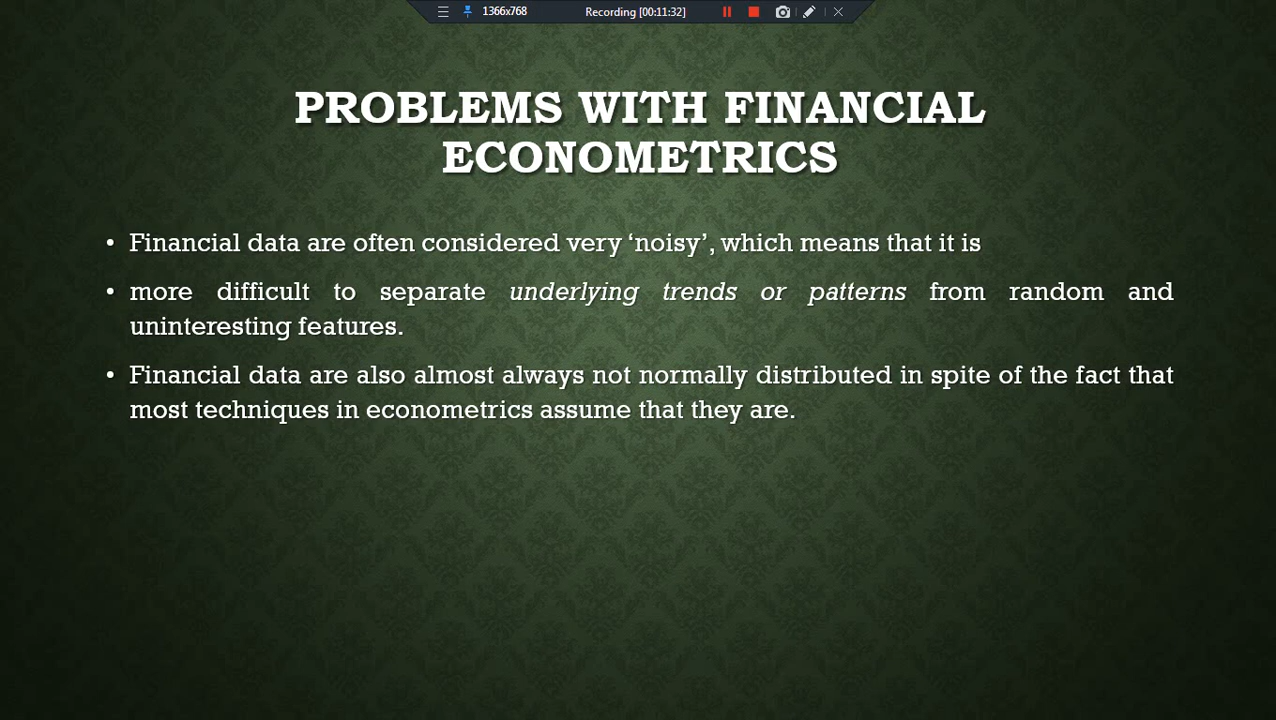 1366x768 Recording [00:11:32]
PROBLEMS WITH FINANCIAL
ECONOMETRICS
• Financial data are often considered very ‘noisy’, which means that it is
• more difficult to separate underlying trends or patterns from random and
uninteresting features.
• Financial data are also almost always not normally distributed in spite of the fact that
most techniques in econometrics assume that they are.